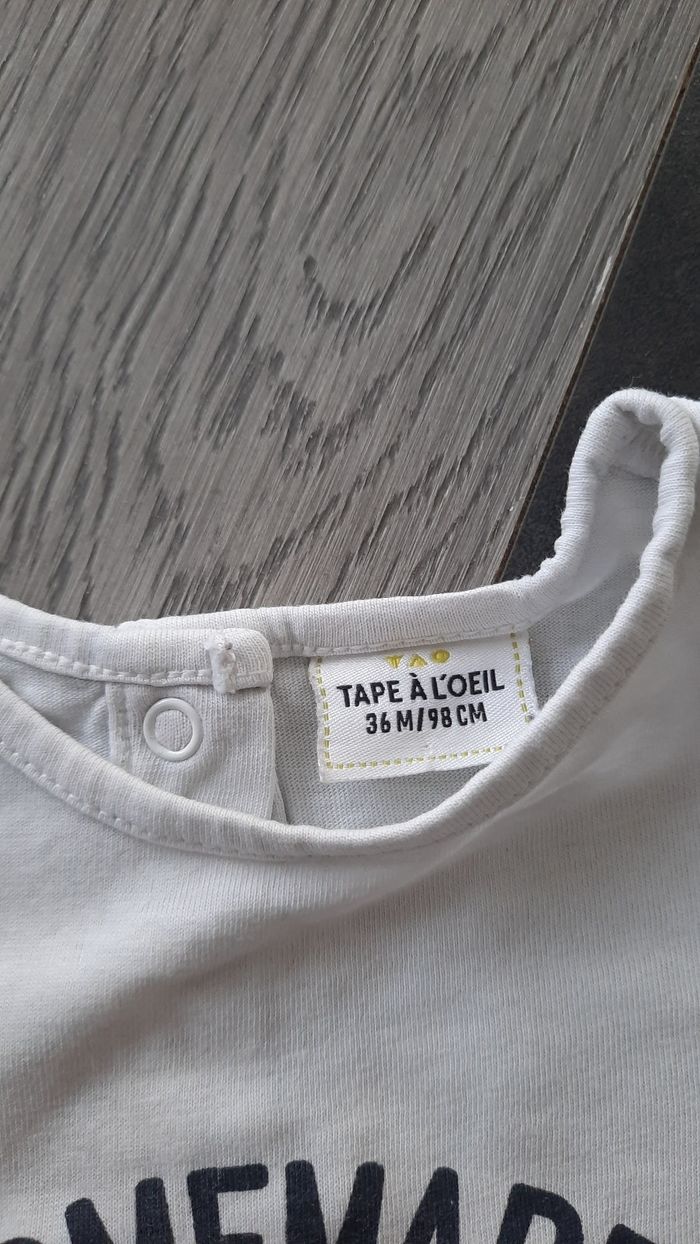 TAO
TAPE À L'OEIL
36 M/98 CM